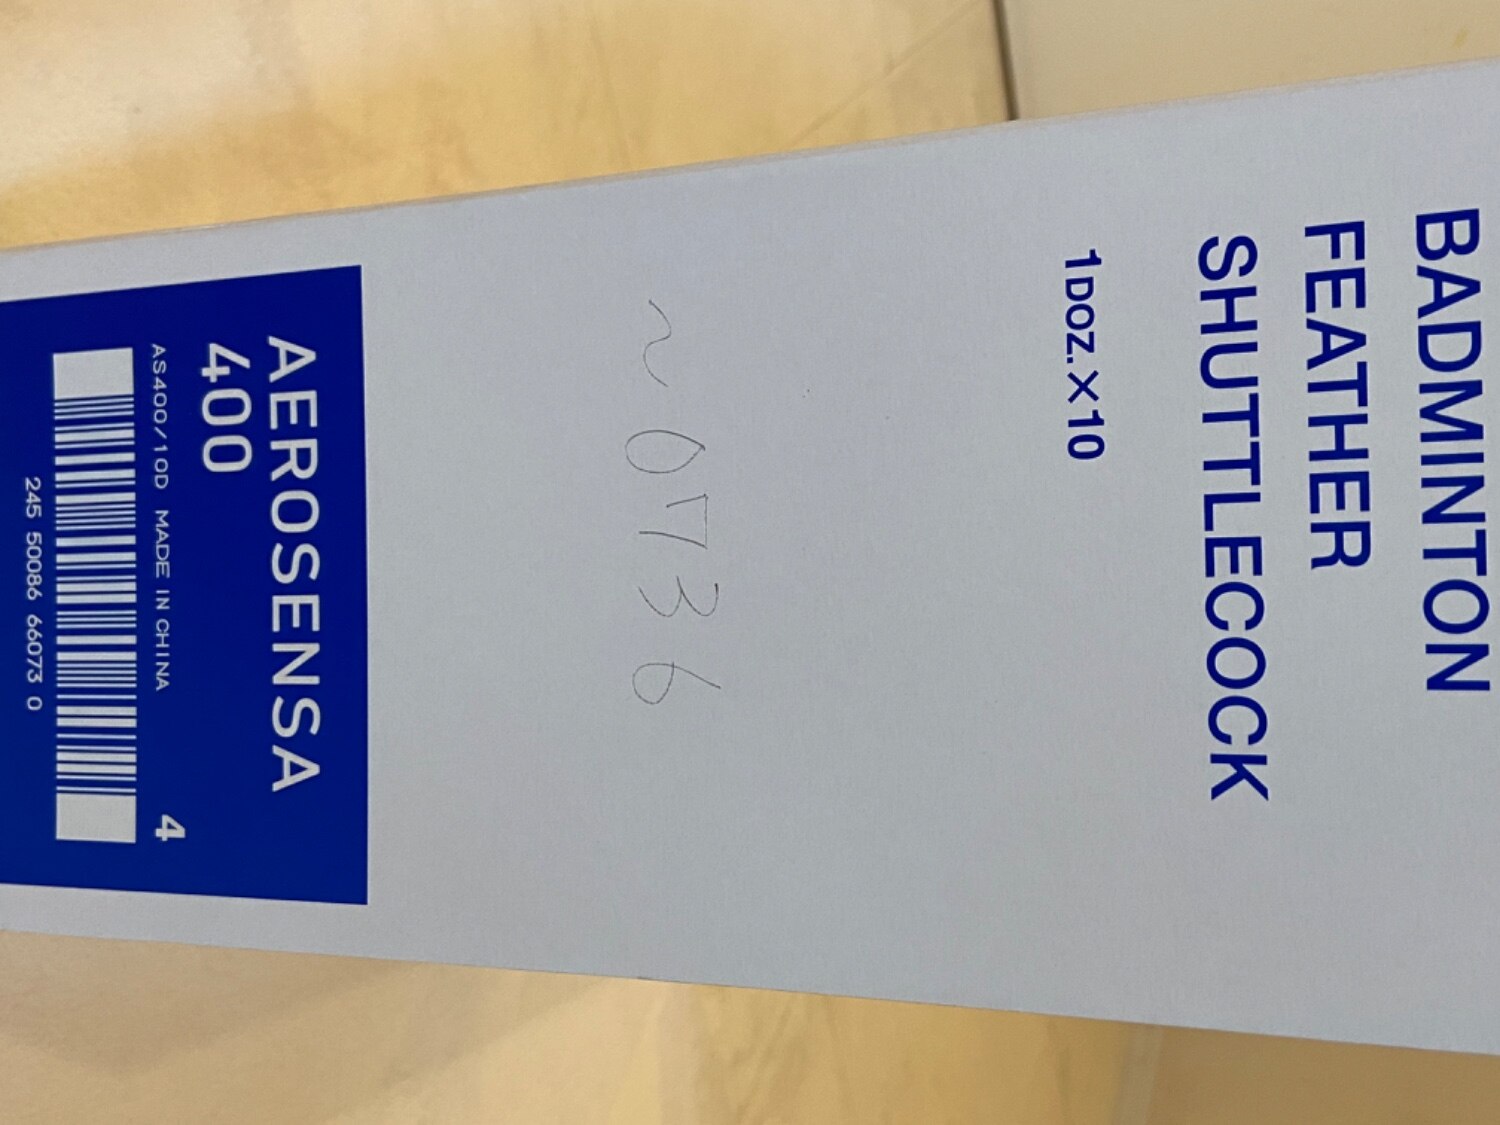 BADMINTON
FEATHER
SHUTTLECOCK
1DOZ.×10
~0736
AEROSENSA
400
AS400/10D MADE IN CHINA 4
245 50086 66073 0